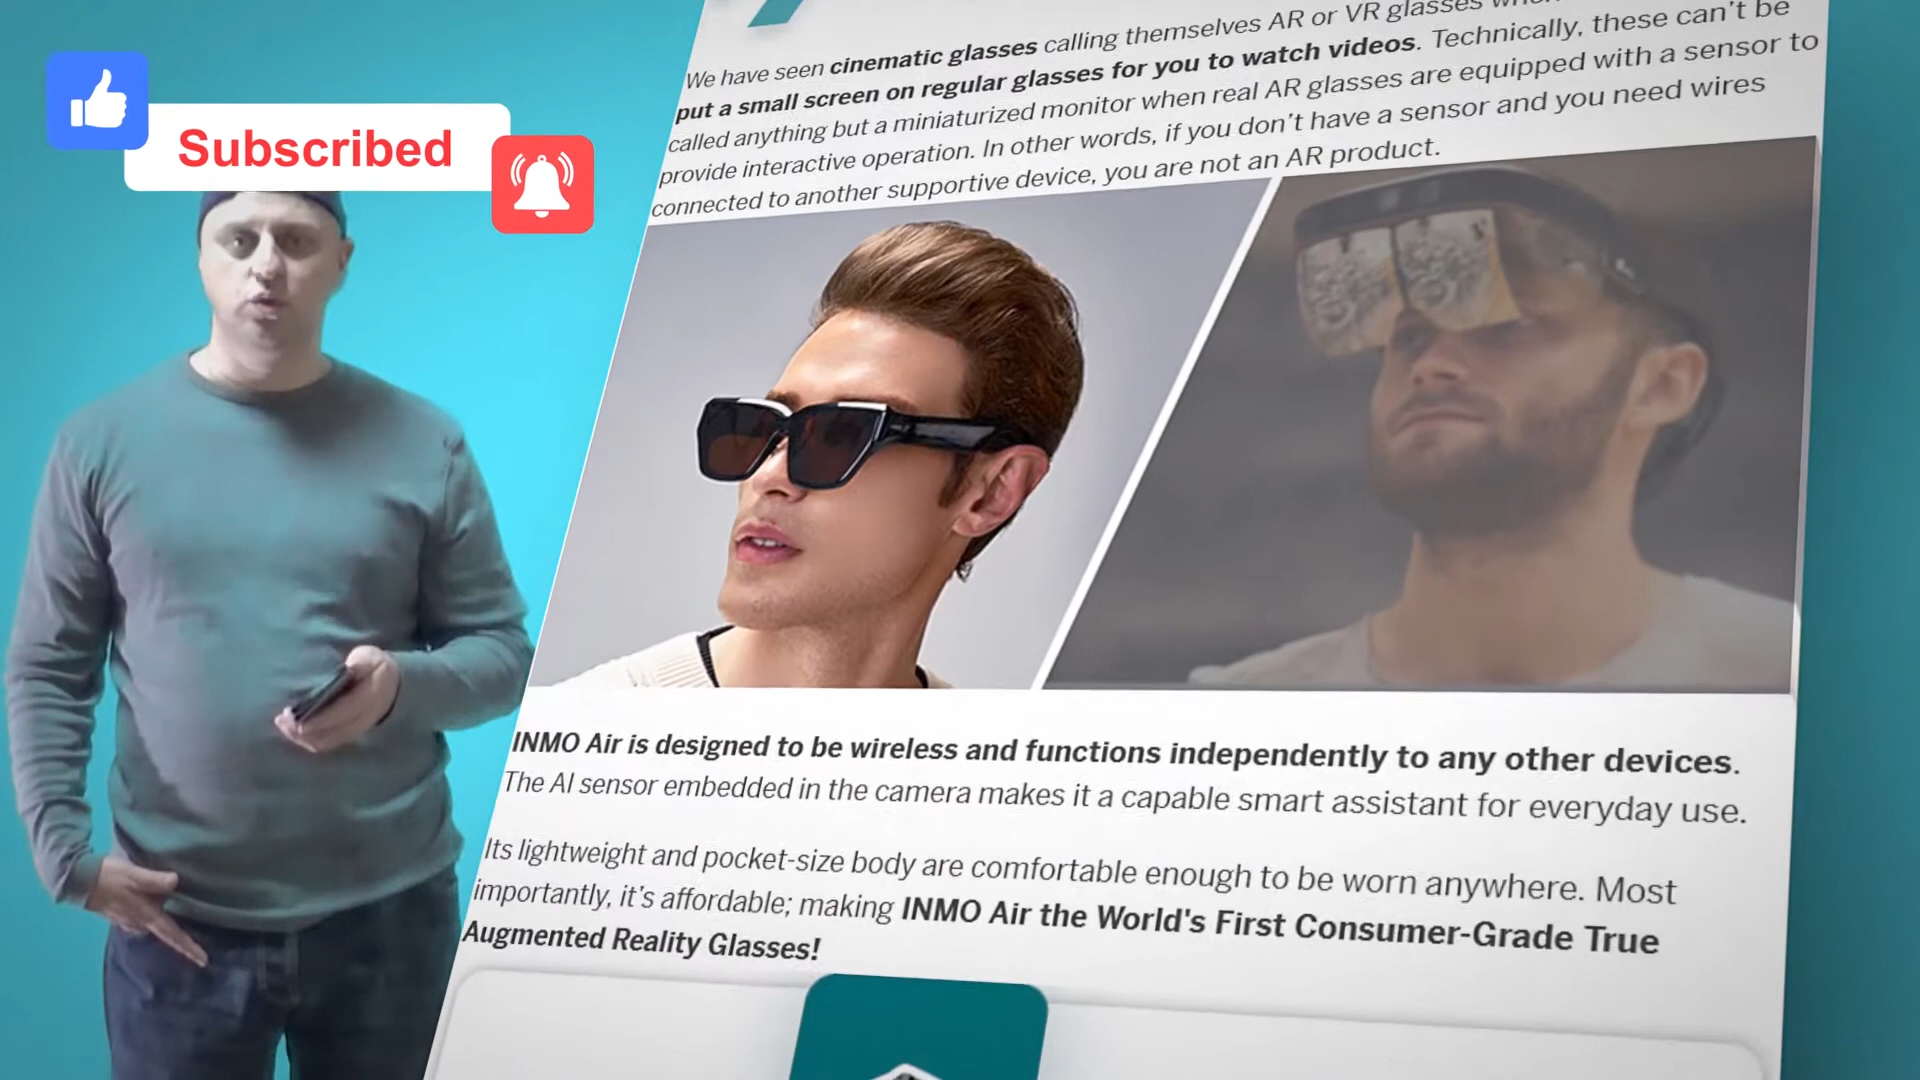 We have seen cinematic glasses calling themselves AR or VR glasses
put a small screen on regular glasses for you to watch videos. Technically, these can't be
called anything but a miniaturized monitor when real AR glasses are equipped with a sensor to
provide interactive operation. In other words, if you don't have a sensor and you need wires
connected to another supportive device, you are not an AR product.
Subscribed
INMO Air is designed to be wireless and functions independently to any other devices.
The AI sensor embedded in the camera makes it a capable smart assistant for everyday use.
Its lightweight and pocket-size body are comfortable enough to be worn anywhere. Most
importantly, it's affordable; making INMO Air the World's First Consumer-Grade True
Augmented Reality Glasses!